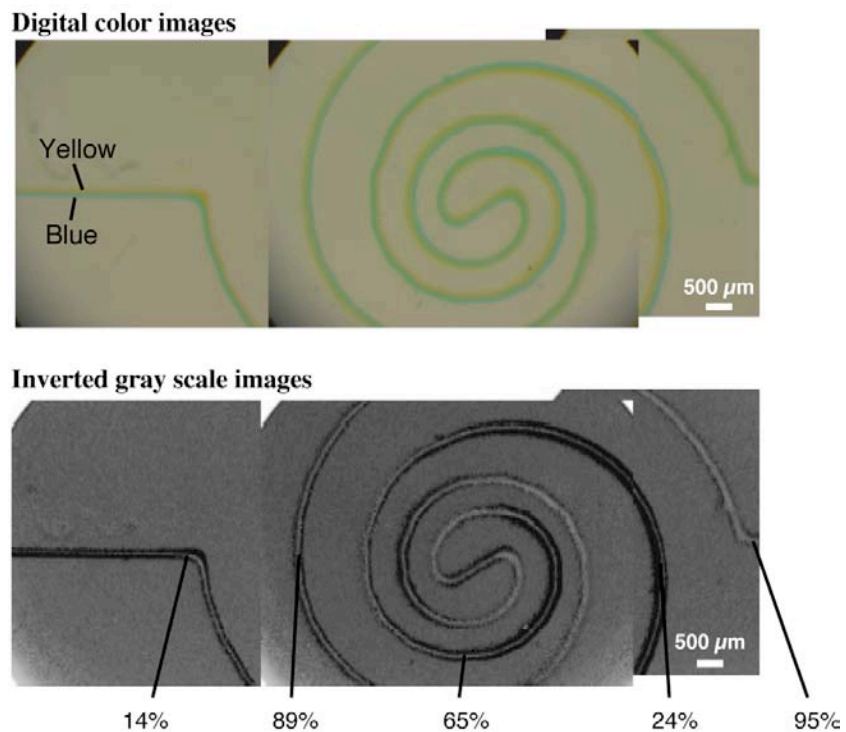 Digital color images
Yellow
Blue
500 µm
Inverted gray scale images
500 µm
14% 89% 65% 24% 95%